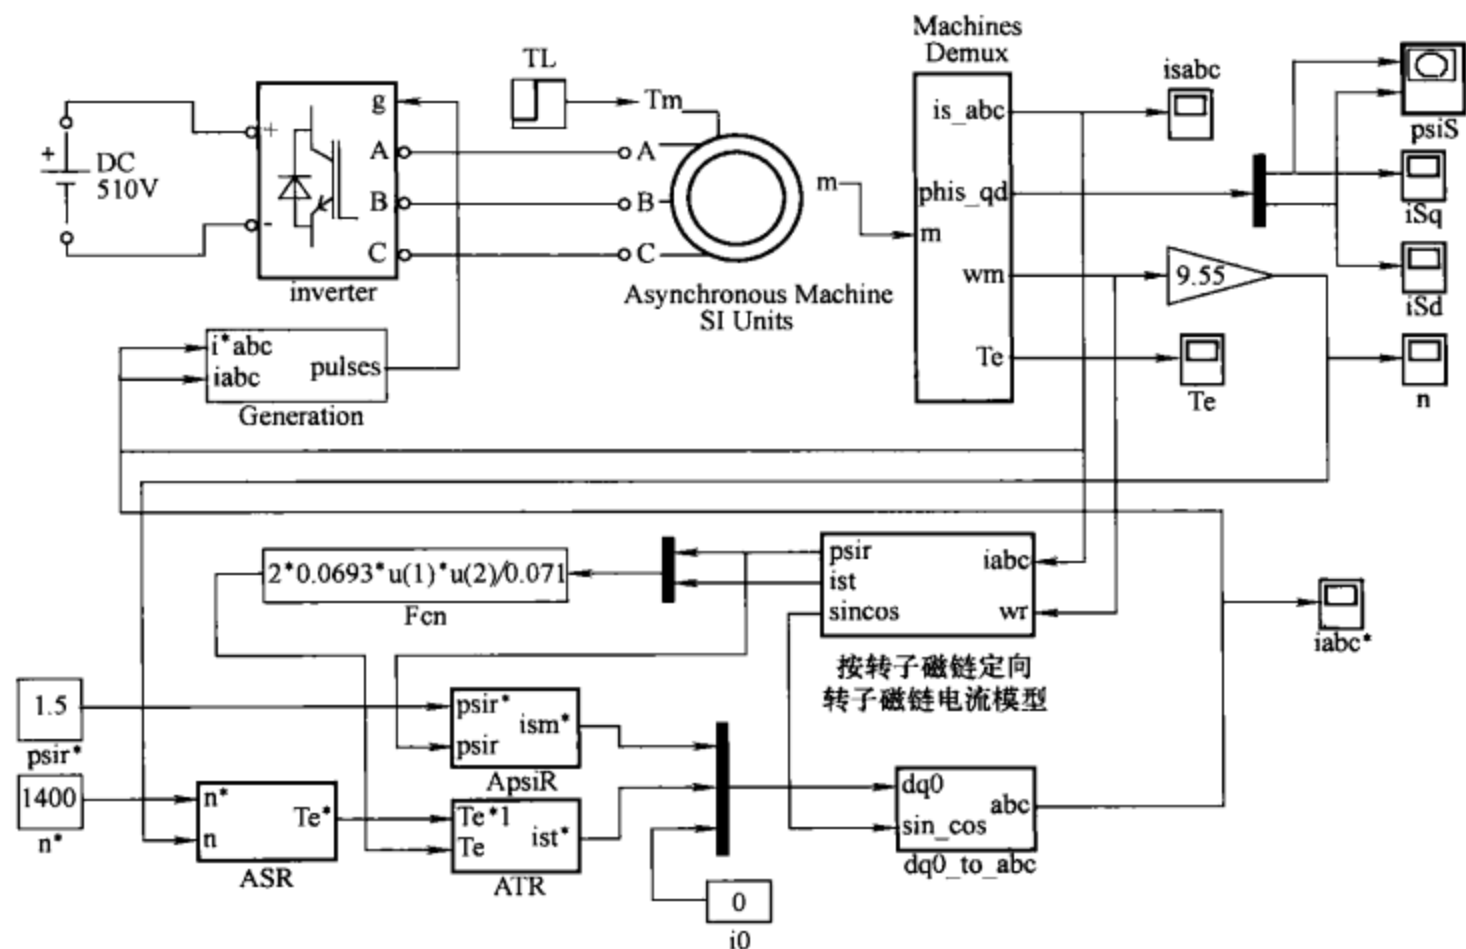 DC
510V
+
+
-
g
A
B
C
inverter
TL
Tm
A
B
C
m
Asynchronous Machine
SI Units
Machines
Demux
is_abc
phis_qd
m
wm
Te
isabc
psiS
iSq
iSd
9.55
Te
n
i*abc
iabc
pulses
Generation
2*0.0693*u(1)*u(2)/0.071
Fcn
psir
ist
sincos
iabc
wr
按转子磁链定向
转子磁链电流模型
iabc*
1.5
psir*
1400
n*
psir*
psir
ism*
ApsiR
n*
n
Te*
ASR
Te*1
Te
ist*
ATR
dq0
sin_cos
abc
dq0_to_abc
0
i0